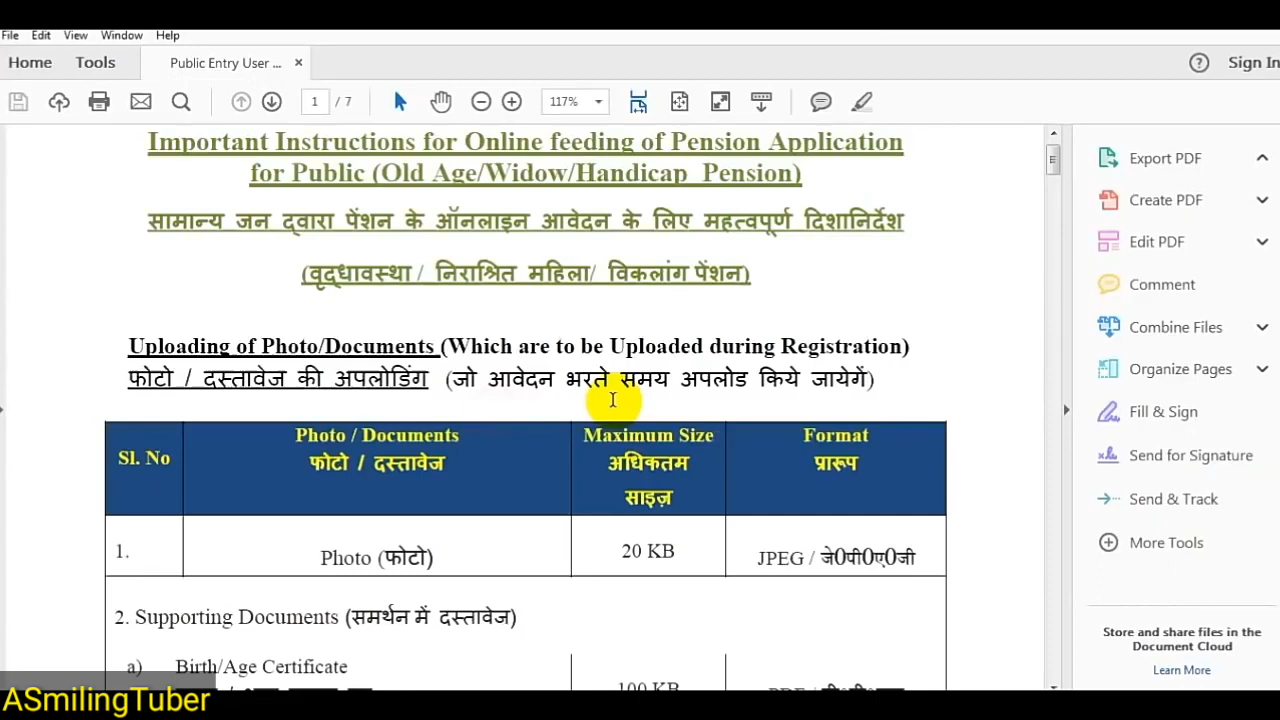 File Edit View Window Help
Home Tools Public Entry User ... × Sign In
1 / 7 117%
Important Instructions for Online feeding of Pension Application
for Public (Old Age/Widow/Handicap Pension)
सामान्य जन द्वारा पेंशन के ऑनलाइन आवेदन के लिए महत्वपूर्ण दिशानिर्देश
(वृद्धावस्था / निराश्रित महिला/ विकलांग पेंशन)
Uploading of Photo/Documents (Which are to be Uploaded during Registration)
फोटो / दस्तावेज की अपलोडिंग (जो आवेदन भरते समय अपलोड किये जायेगें)
Sl. No
Photo / Documents
फोटो / दस्तावेज
Maximum Size
अधिकतम
साइज़
Format
प्रारूप
1. Photo (फोटो) 20 KB JPEG / जे0पी0ए0जी
2. Supporting Documents (समर्थन में दस्तावेज)
a) Birth/Age Certificate
100 KB
Export PDF
Create PDF
Edit PDF
Comment
Combine Files
Organize Pages
Fill & Sign
Send for Signature
Send & Track
More Tools
Store and share files in the
Document Cloud
Learn More
ASmilingTuber